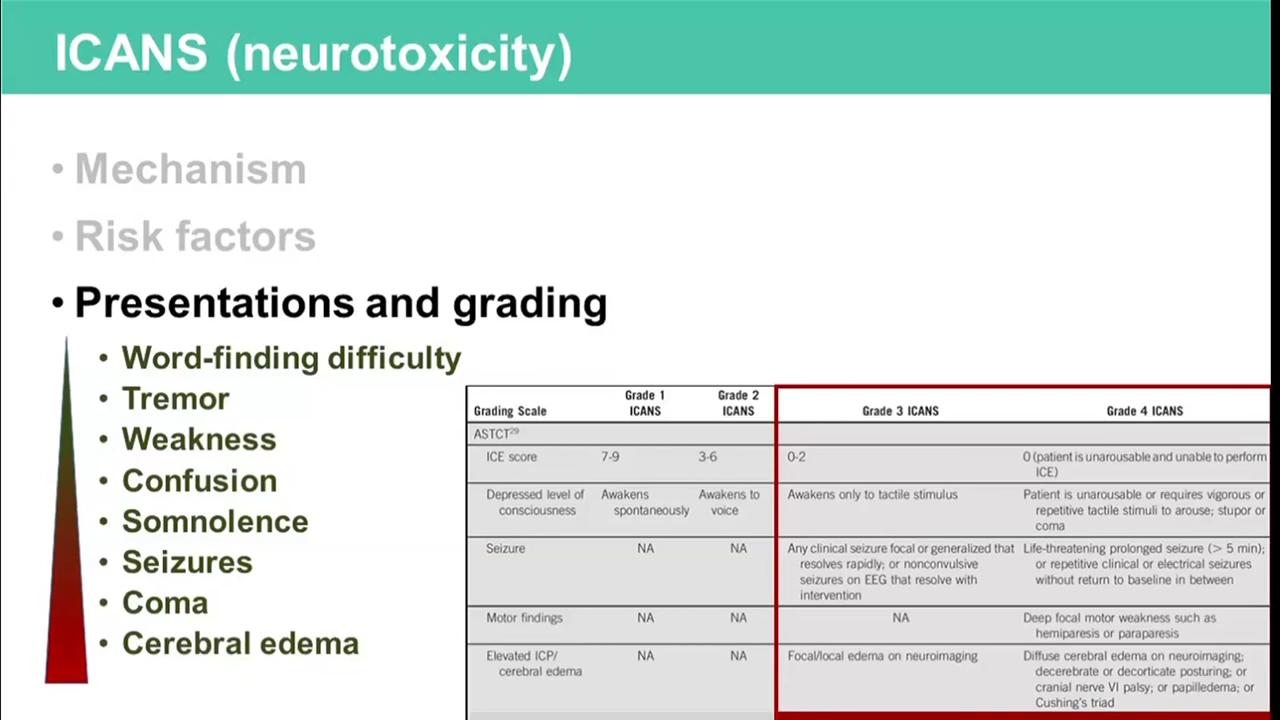 ICANS (neurotoxicity)
• Mechanism
• Risk factors
• Presentations and grading
• Word-finding difficulty
• Tremor
• Weakness
• Confusion
• Somnolence
• Seizures
• Coma
• Cerebral edema
Grading Scale Grade 1 ICANS Grade 2 ICANS Grade 3 ICANS Grade 4 ICANS
ASTCT29
ICE score 7-9 3-6 0-2 0 (patient is unarousable and unable to perform ICE)
Depressed level of consciousness Awakens spontaneously Awakens to voice Awakens only to tactile stimulus Patient is unarousable or requires vigorous or repetitive tactile stimuli to arouse; stupor or coma
Seizure NA NA Any clinical seizure focal or generalized that resolves rapidly; or nonconvulsive seizures on EEG that resolve with intervention Life-threatening prolonged seizure (> 5 min); or repetitive clinical or electrical seizures without return to baseline in between
Motor findings NA NA NA Deep focal motor weakness such as hemiparesis or paraparesis
Elevated ICP/ cerebral edema NA NA Focal/local edema on neuroimaging Diffuse cerebral edema on neuroimaging; decerebrate or decorticate posturing; or cranial nerve VI palsy; or papilledema; or Cushing's triad